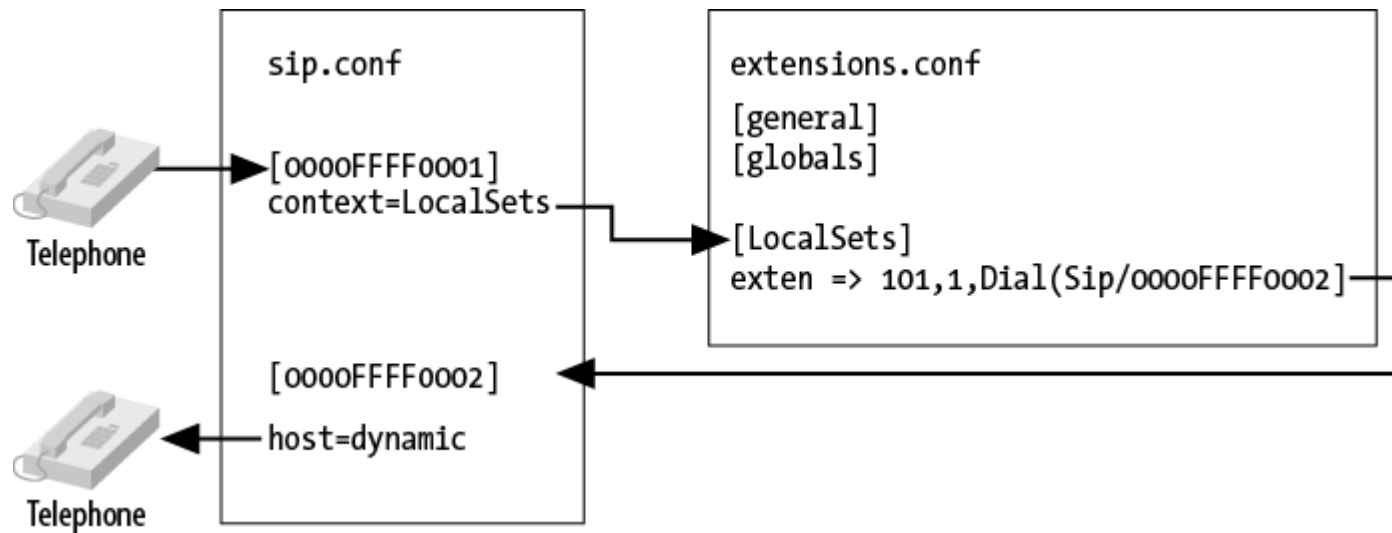 sip.conf
[0000FFFF0001]
context=LocalSets
[0000FFFF0002]
host=dynamic
Telephone
Telephone
extensions.conf
[general]
[globals]
[LocalSets]
exten => 101,1,Dial(Sip/0000FFFF0002]